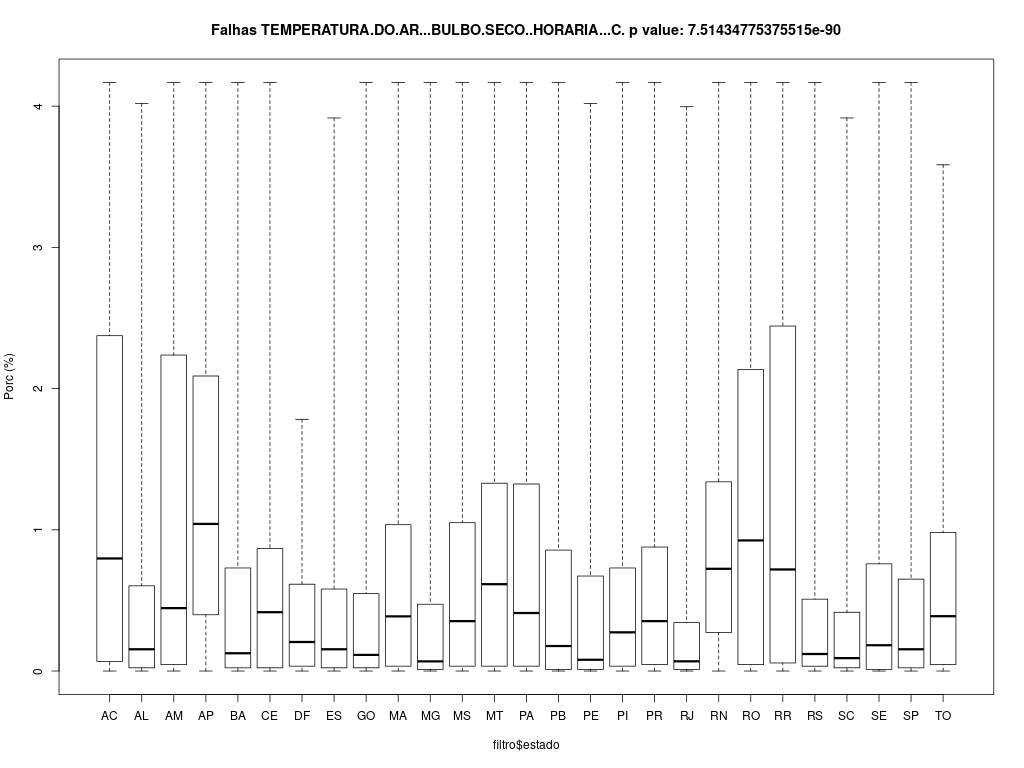 Falhas TEMPERATURA.DO.AR...BULBO.SECO..HORARIA...C. p value: 7.51434775375515e-90
4
3
2
1
0
Porc (%)
AC AL AM AP BA CE DF ES GO MA MG MS MT PA PB PE PI PR RJ RN RO RR RS SC SE SP TO
filtro$estado